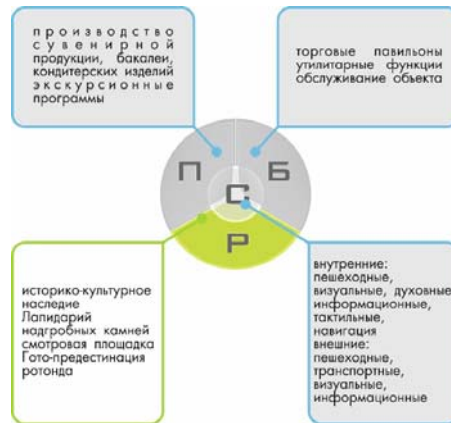 производство
сувенирной
продукции, бакалеи,
кондитерских изделий
экскурсионные
программы
торговые павильоны
утилитарные функции
обслуживание объекта
П
Б
С
Р
историко-культурное
наследие
Лапидарий
надгробных камней
смотровая площадка
Гото-предестинация
ротонда
внутренние:
пешеходные,
визуальные, духовные
информационные,
тактильные,
навигация
внешние:
пешеходные,
транспортные,
визуальные,
информационные